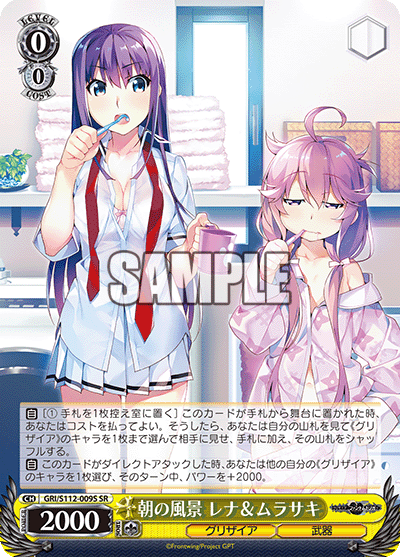 LEVEL
0
0
COST
SAMPLE
自 [① 手札を1枚控え室に置く] このカードが手札から舞台に置かれた時、
あなたはコストを払ってよい。そうしたら、あなたは自分の山札を見て《グ
リザイア》のキャラを1枚まで選んで相手に見せ、手札に加え、その山札をシャッ
フルする。
自 このカードがダイレクトアタックした時、あなたは他の自分の《グリザイア》
のキャラを1枚選び、そのターン中、パワーを+2000。
CH GRI/S112-009S SR
朝の風景 レナ&ムラサキ
POWER
2000
グリザイア
武器
©Frontwing/Project GPT